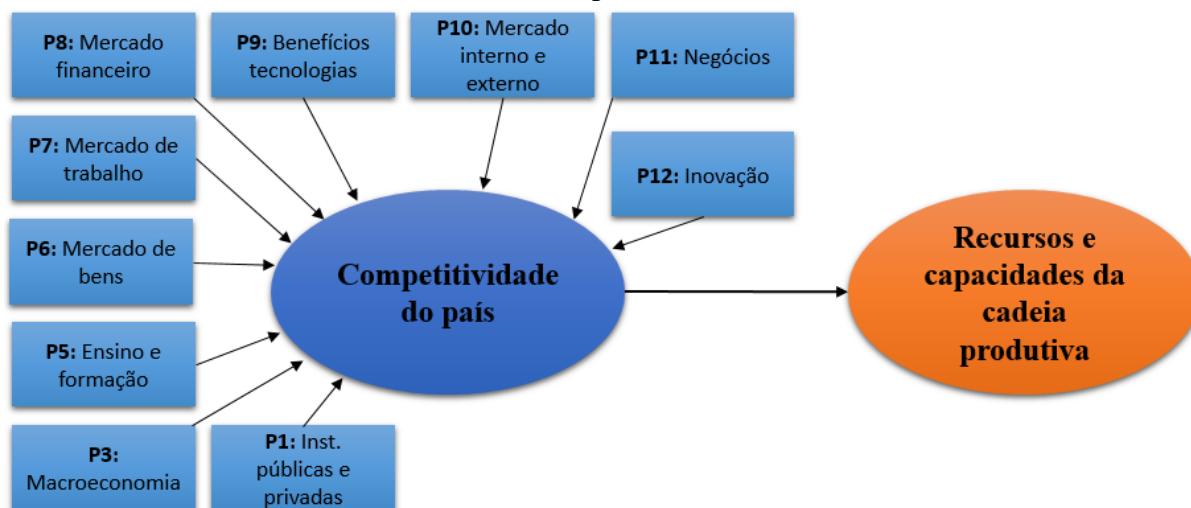 P8: Mercado
financeiro
P9: Benefícios
tecnologias
P10: Mercado
interno e
externo
P11: Negócios
P7: Mercado de
trabalho
P12: Inovação
P6: Mercado de
bens
Competitividade
do país
Recursos e
capacidades da
cadeia
produtiva
P5: Ensino e
formação
P3:
Macroeconomia
P1: Inst.
públicas e
privadas